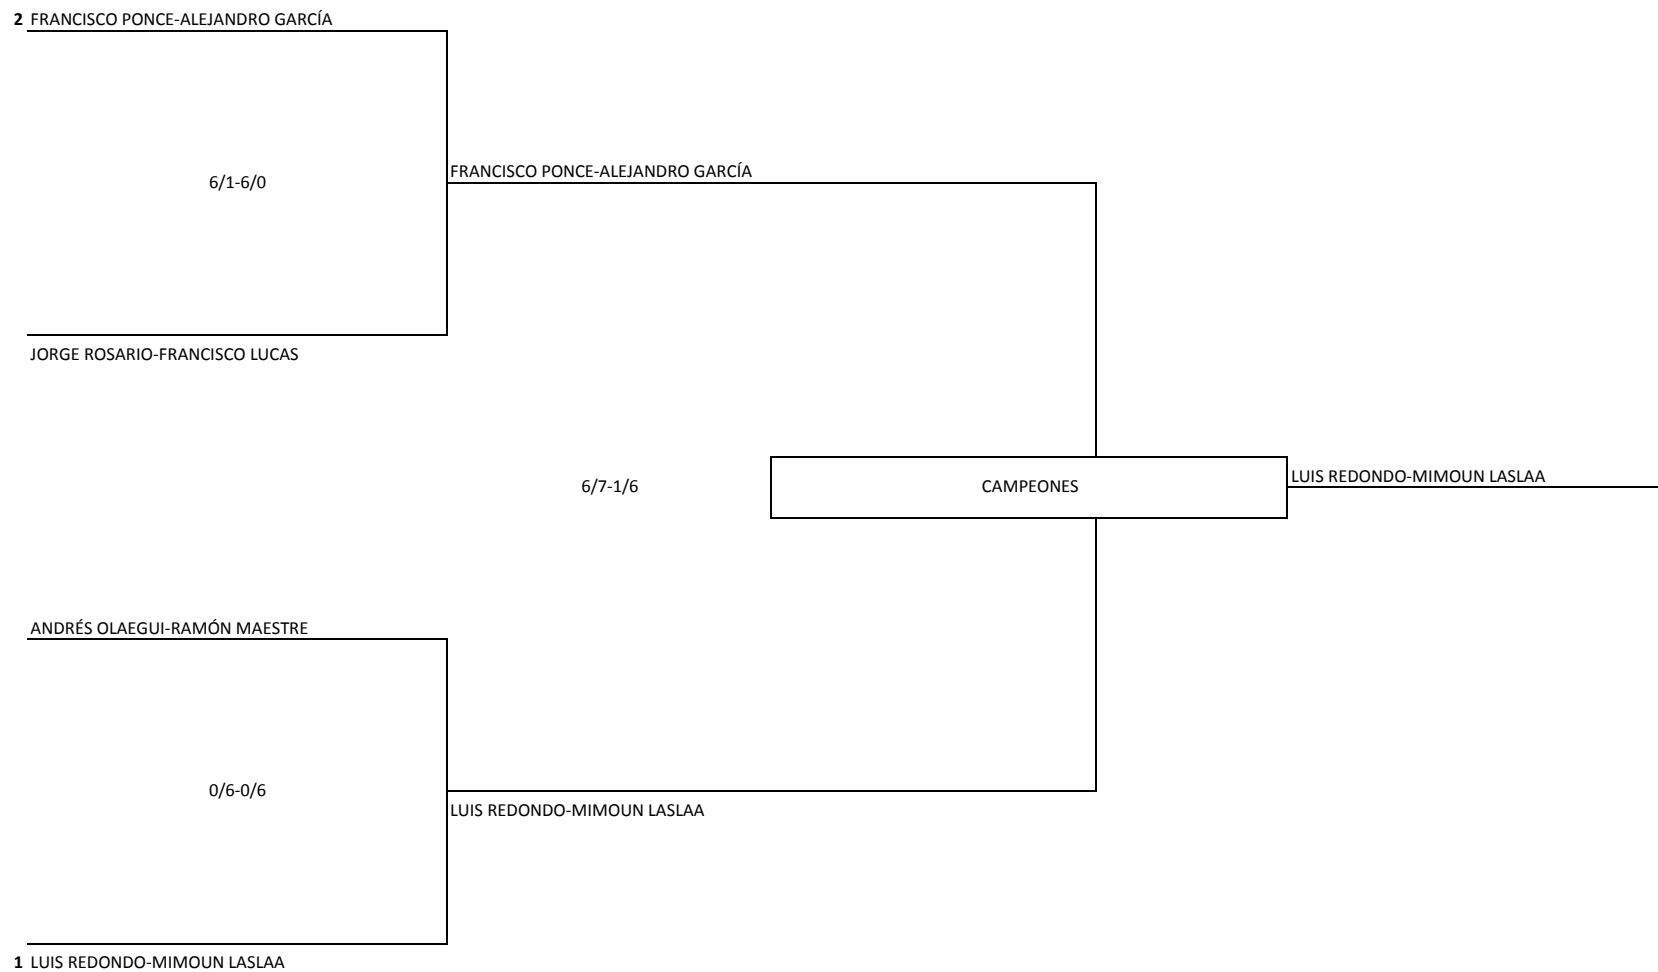 2 FRANCISCO PONCE-ALEJANDRO GARCÍA
6/1-6/0
FRANCISCO PONCE-ALEJANDRO GARCÍA
JORGE ROSARIO-FRANCISCO LUCAS
6/7-1/6
CAMPEONES
LUIS REDONDO-MIMOUN LASLAA
ANDRÉS OLAEGUI-RAMÓN MAESTRE
0/6-0/6
LUIS REDONDO-MIMOUN LASLAA
1 LUIS REDONDO-MIMOUN LASLAA